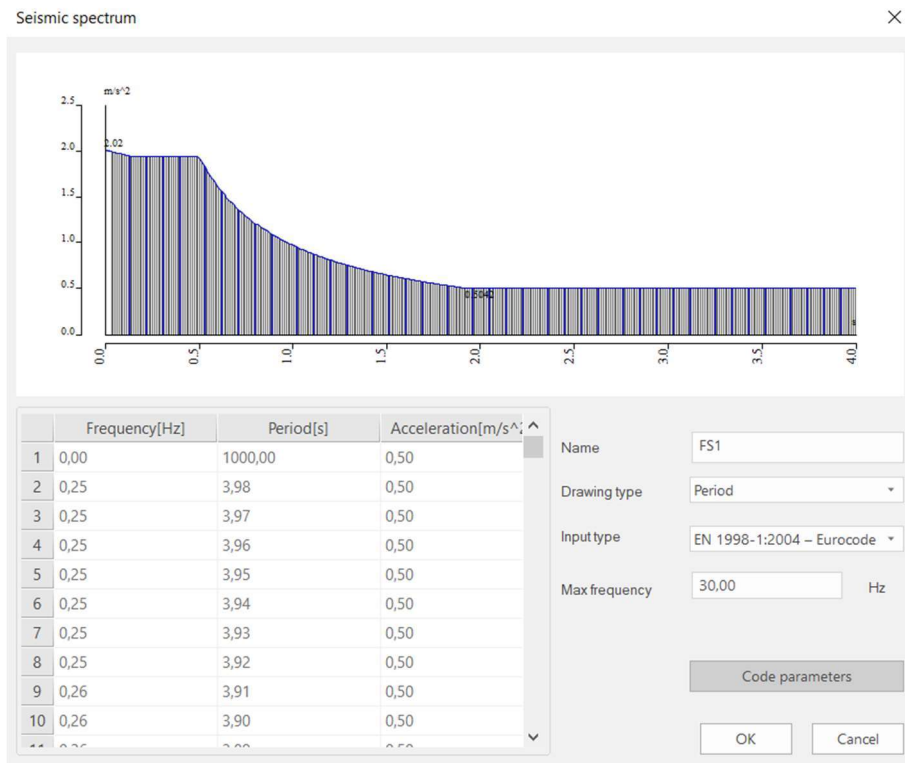 Seismic spectrum
m/s^2
2.5
2.02
2.0
1.5
1.0
0.5
0.5042
0.0
0.0 0.5 1.0 1.5 2.0 2.5 3.0 3.5 4.0
Frequency[Hz] Period[s] Acceleration[m/s^2
1 0,00 1000,00 0,50
2 0,25 3,98 0,50
3 0,25 3,97 0,50
4 0,25 3,96 0,50
5 0,25 3,95 0,50
6 0,25 3,94 0,50
7 0,25 3,93 0,50
8 0,25 3,92 0,50
9 0,26 3,91 0,50
10 0,26 3,90 0,50
Name FS1
Drawing type Period
Input type EN 1998-1:2004 – Eurocode
Max frequency 30,00 Hz
Code parameters
OK Cancel